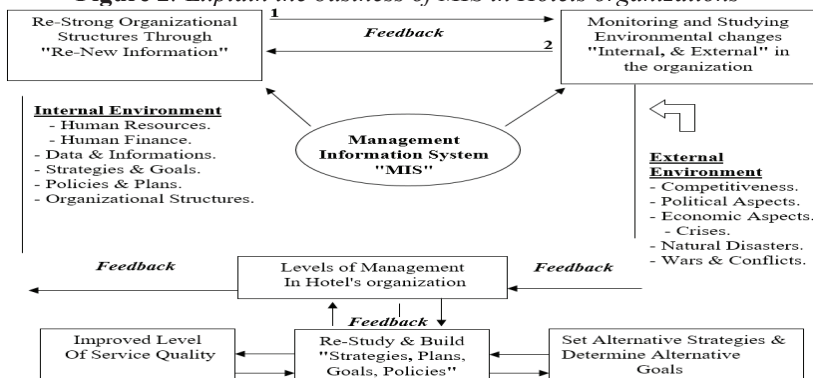 Figure 2: Explain the business of MIS in Hotels organizations
Re-Strong Organizational
Structures Through
"Re-New Information"
1
Feedback
2
Monitoring and Studying
Environmental changes
"Internal, & External" in
the organization
Internal Environment
- Human Resources.
- Human Finance.
- Data & Informations.
- Strategies & Goals.
- Policies & Plans.
- Organizational Structures.
Management
Information System
"MIS"
External
Environment
- Competitiveness.
- Political Aspects.
- Economic Aspects.
- Crises.
- Natural Disasters.
- Wars & Conflicts.
Feedback
Levels of Management
In Hotel's organization
Feedback
Feedback
Improved Level
Of Service Quality
Re-Study & Build
"Strategies, Plans,
Goals, Policies"
Set Alternative Strategies &
Determine Alternative
Goals